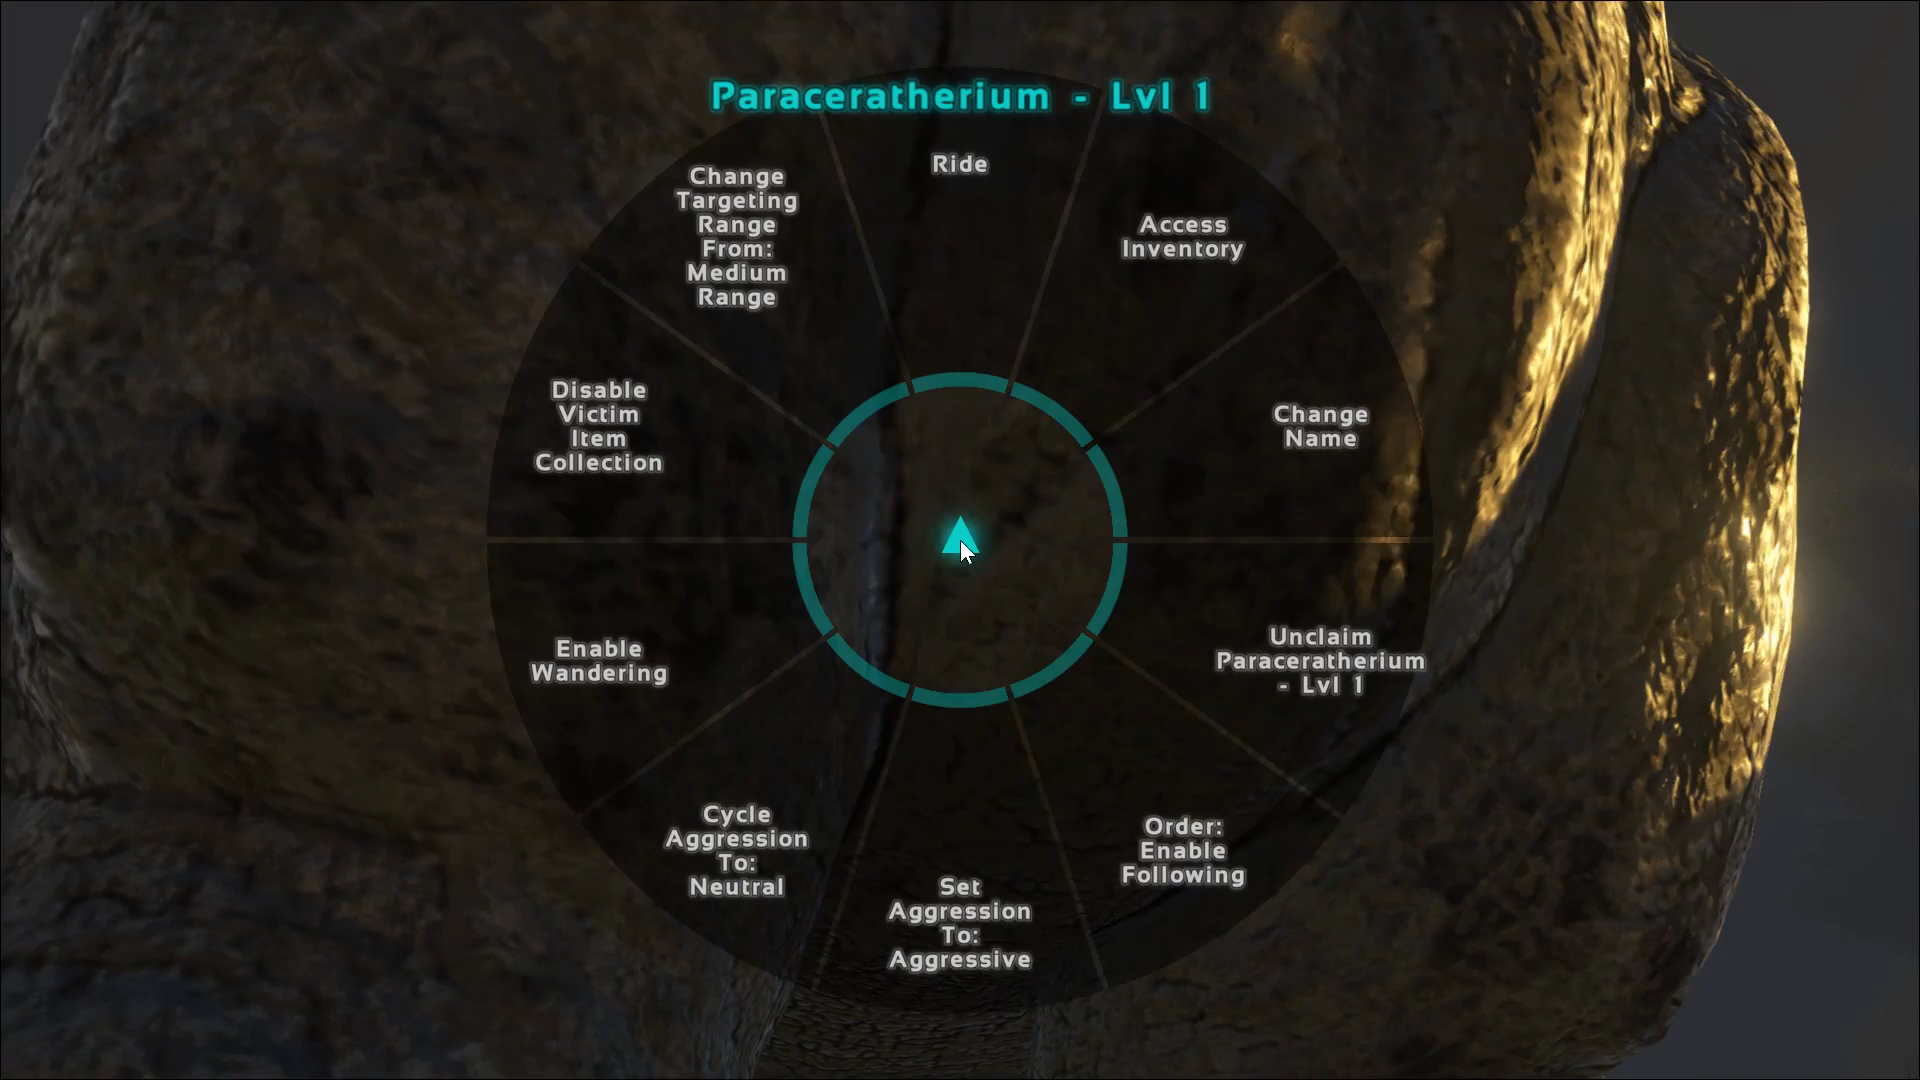 Paraceratherium - Lvl 1
Ride
Access
Inventory
Change
Name
Unclaim
Paraceratherium
- Lvl 1
Order:
Enable
Following
Set
Aggression
To:
Aggressive
Cycle
Aggression
To:
Neutral
Enable
Wandering
Disable
Victim
Item
Collection
Change
Targeting
Range
From:
Medium
Range